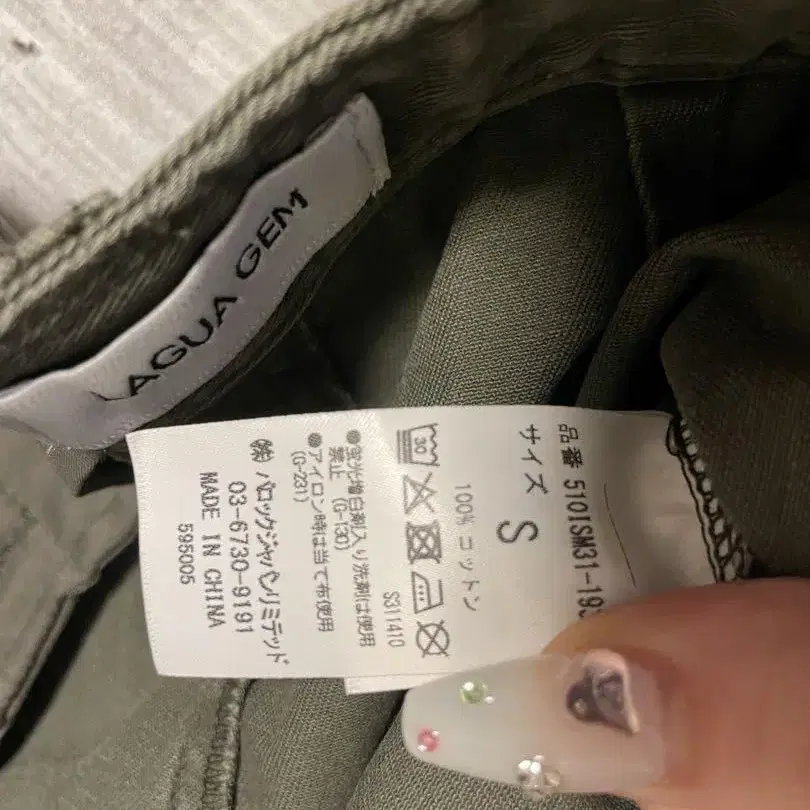 LAGUA GEM
品番 510ISM31-193
サイズ
S
100% コットン
30
S311410
●蛍光増白剤入り洗剤は使用
禁止 (G-130)
●アイロン時は当て布使用
(G-231)
㈱バロックジャパンリミテッド
03-6730-9191
MADE IN CHINA
595005